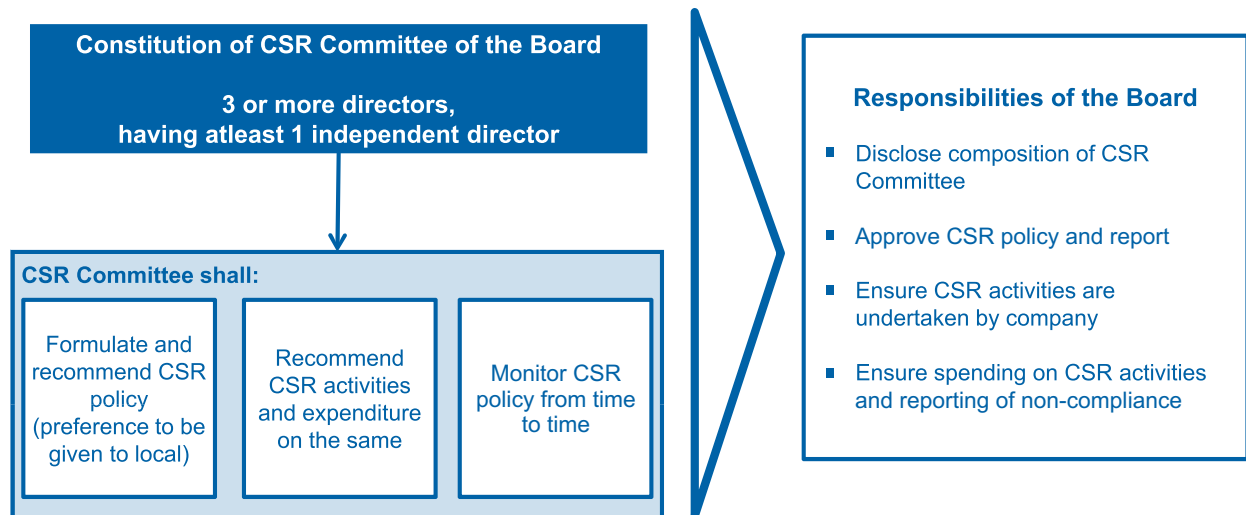 Constitution of CSR Committee of the Board
3 or more directors,
having atleast 1 independent director
CSR Committee shall:
Formulate and
recommend CSR
policy
(preference to be
given to local)
Recommend
CSR activities
and expenditure
on the same
Monitor CSR
policy from time
to time
Responsibilities of the Board
Disclose composition of CSR
Committee
Approve CSR policy and report
Ensure CSR activities are
undertaken by company
Ensure spending on CSR activities
and reporting of non-compliance